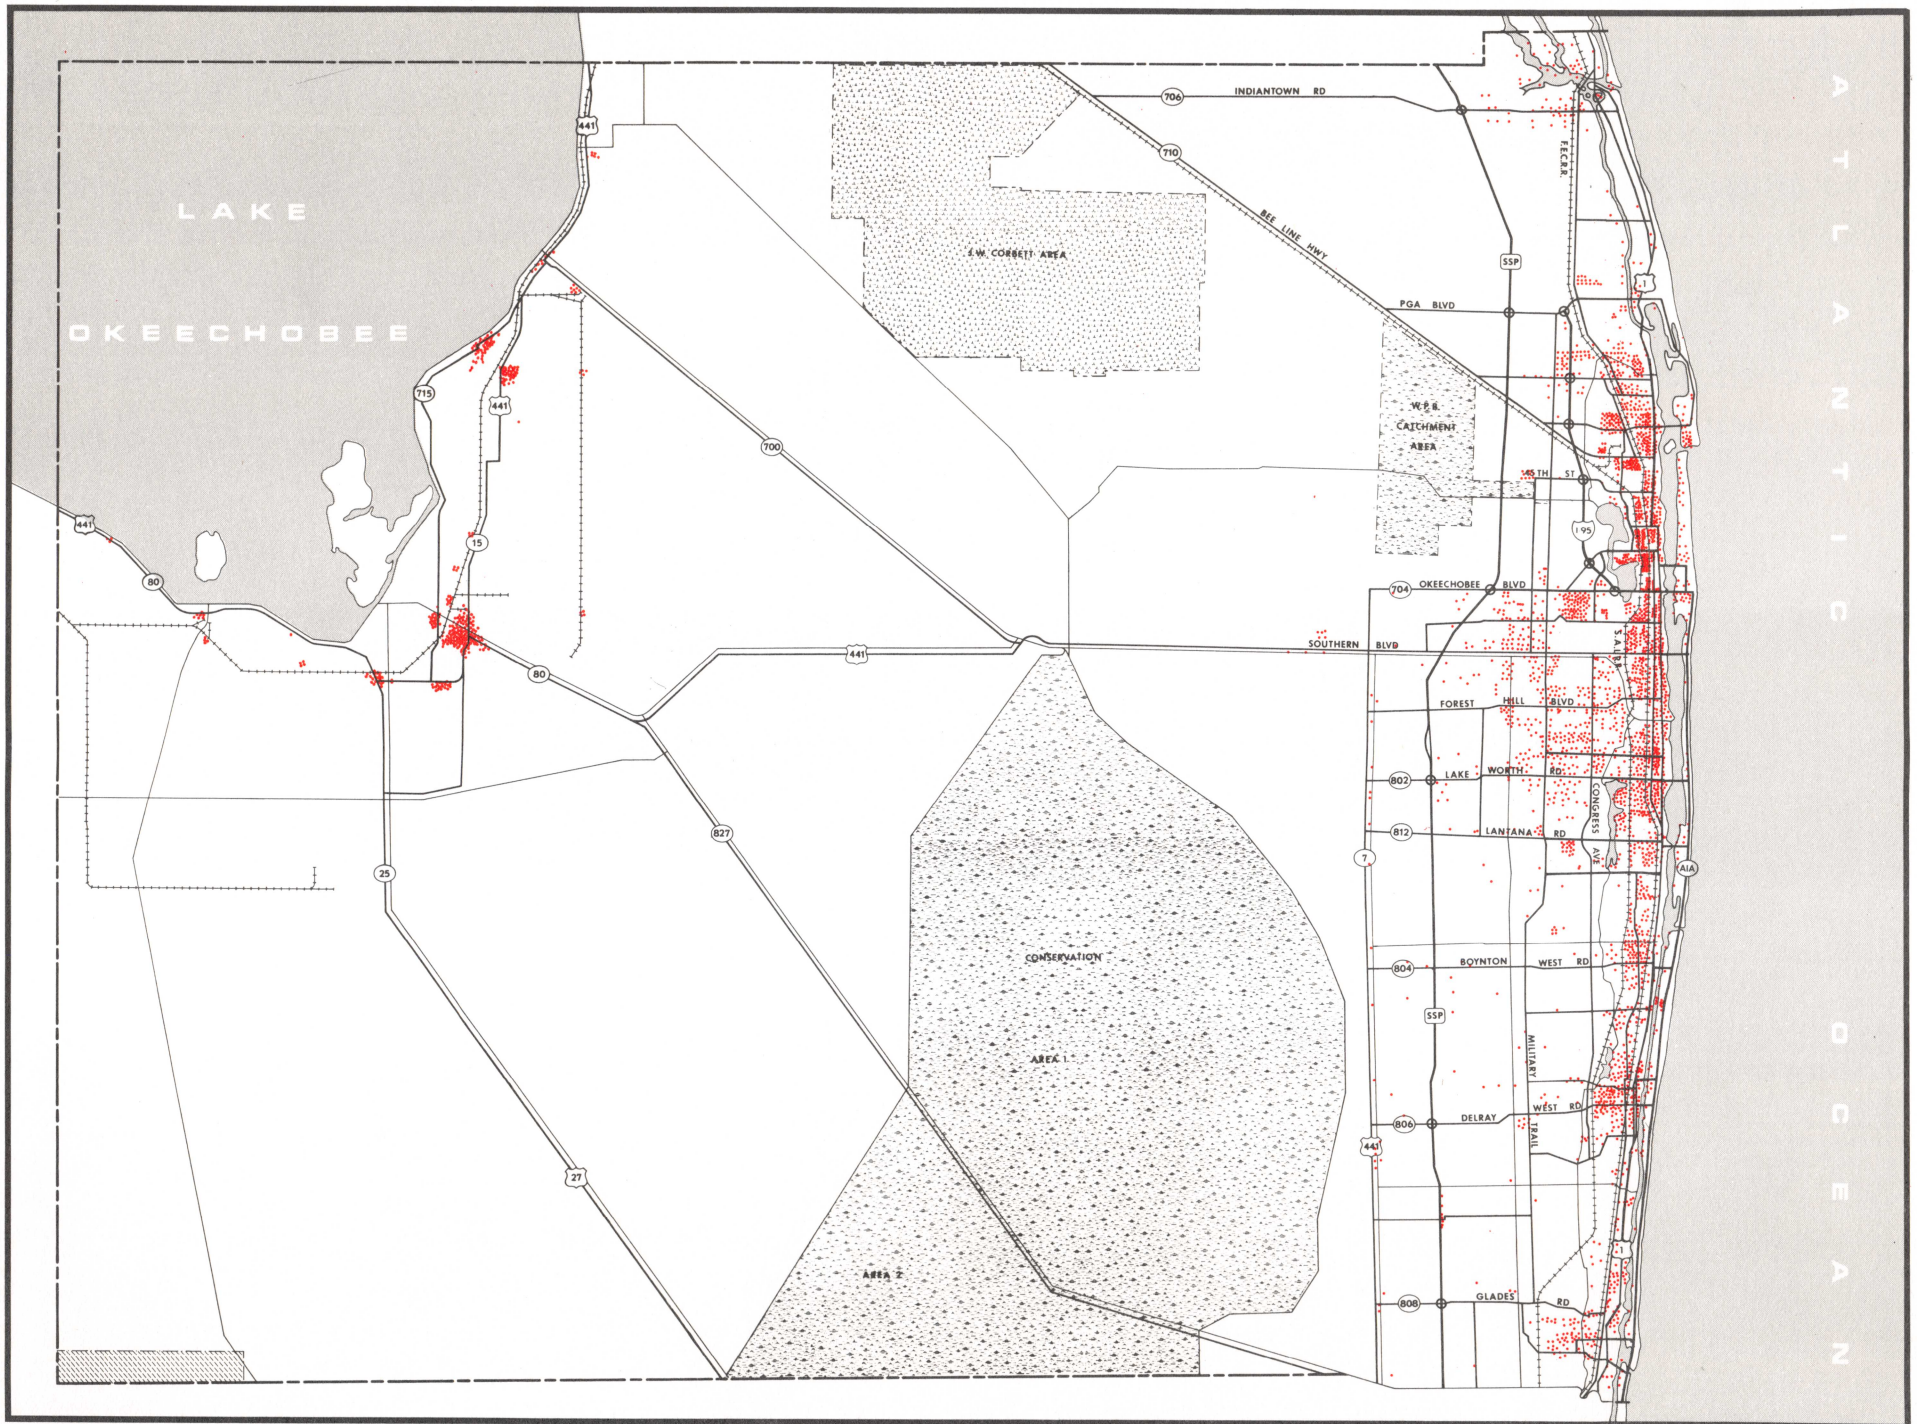 441
706
INDIANTOWN RD
710
F.E.C.R.R.
LAKE
BEE LINE HWY
J.W. CORBETT AREA
SSP
1
PGA BLVD
OKEECHOBEE
715
441
W.P.B.
CATCHMENT
AREA
700
45TH ST
441
15
I 95
80
704
OKEECHOBEE BLVD
SOUTHERN BLVD
S.A.L.R.R.
441
80
FOREST HILL BLVD
802
LAKE WORTH RD
CONGRESS AVE
827
812
LANTANA RD
7
25
A1A
CONSERVATION
804
BOYNTON WEST RD
SSP
AREA 1
MILITARY TRAIL
806
DELRAY WEST RD
441
27
1
AREA 2
808
GLADES RD
ATLANTIC OCEAN